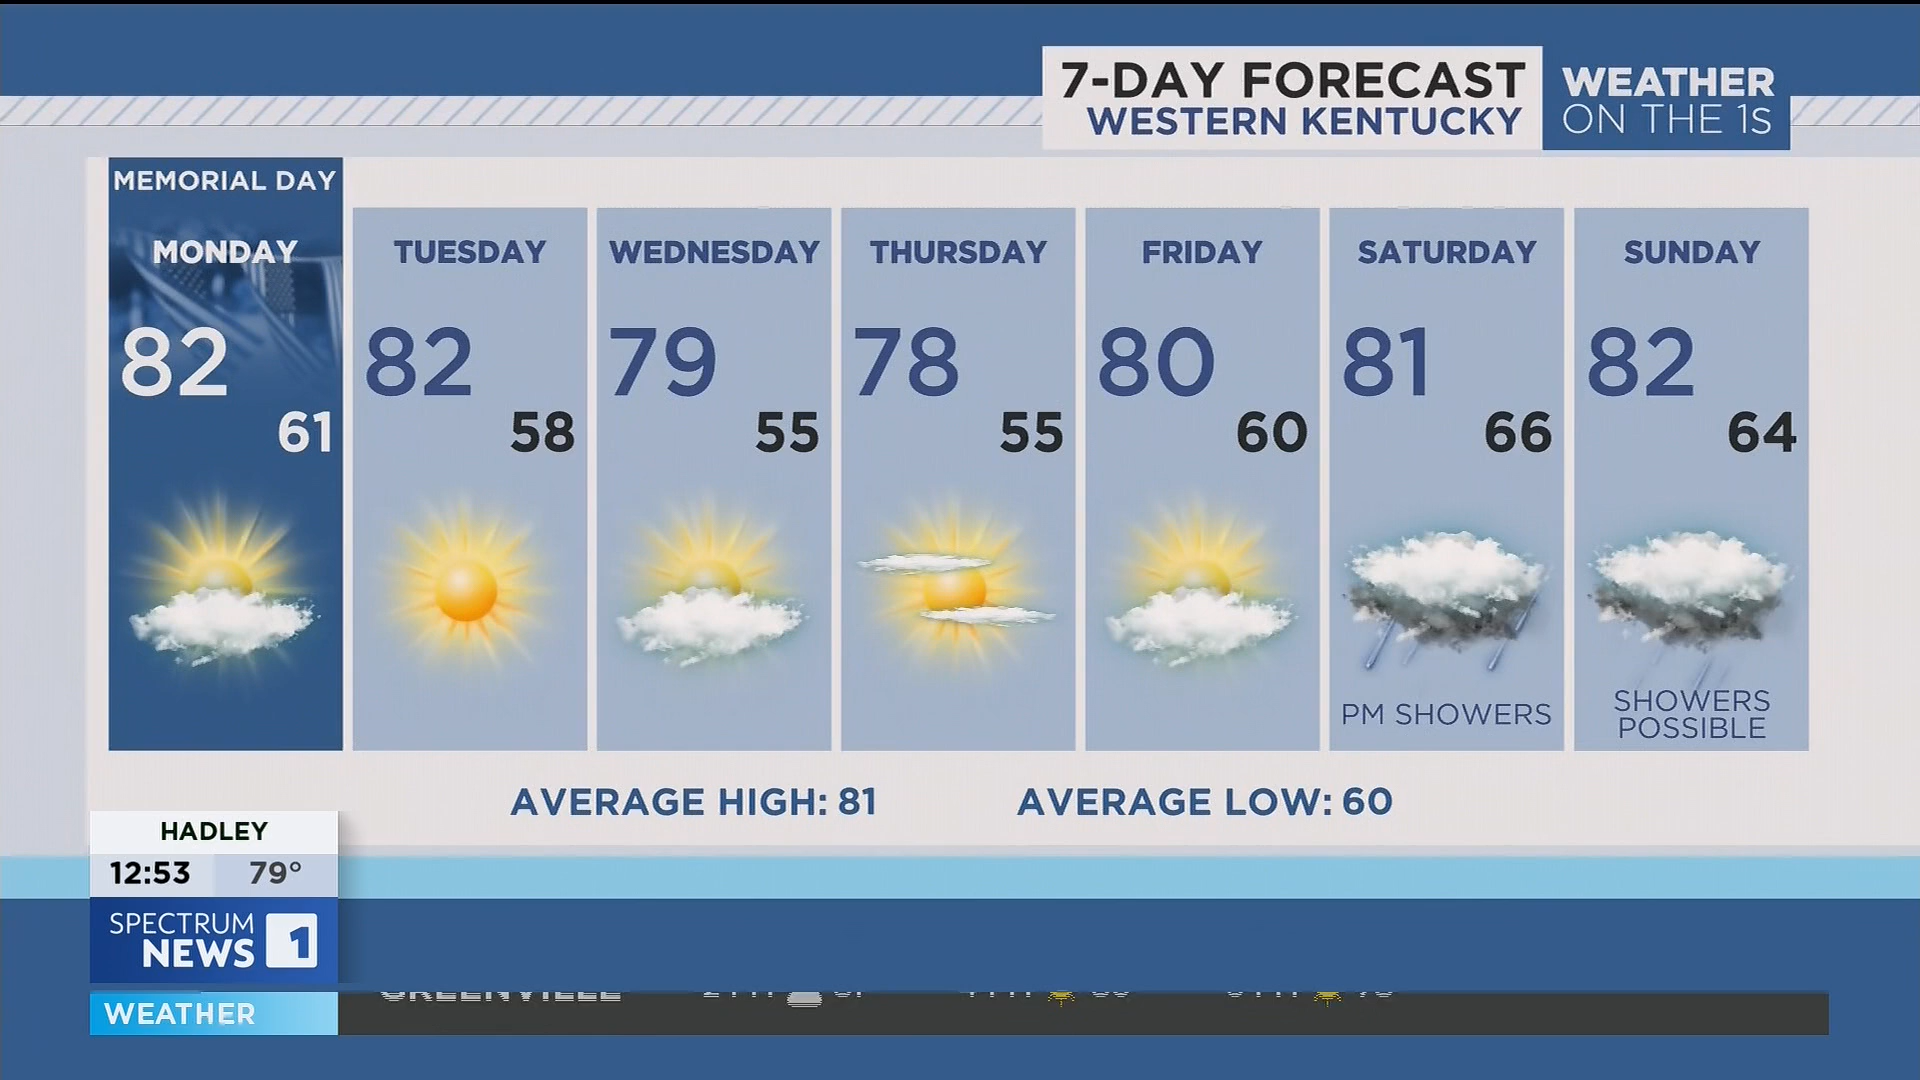 7-DAY FORECAST
WESTERN KENTUCKY
WEATHER
ON THE 1S
MEMORIAL DAY
MONDAY
82
61
TUESDAY
82
58
WEDNESDAY
79
55
THURSDAY
78
55
FRIDAY
80
60
SATURDAY
81
66
PM SHOWERS
SUNDAY
82
64
SHOWERS
POSSIBLE
AVERAGE HIGH: 81 AVERAGE LOW: 60
HADLEY
12:53 79°
SPECTRUM
NEWS 1
WEATHER
GREENVILLE